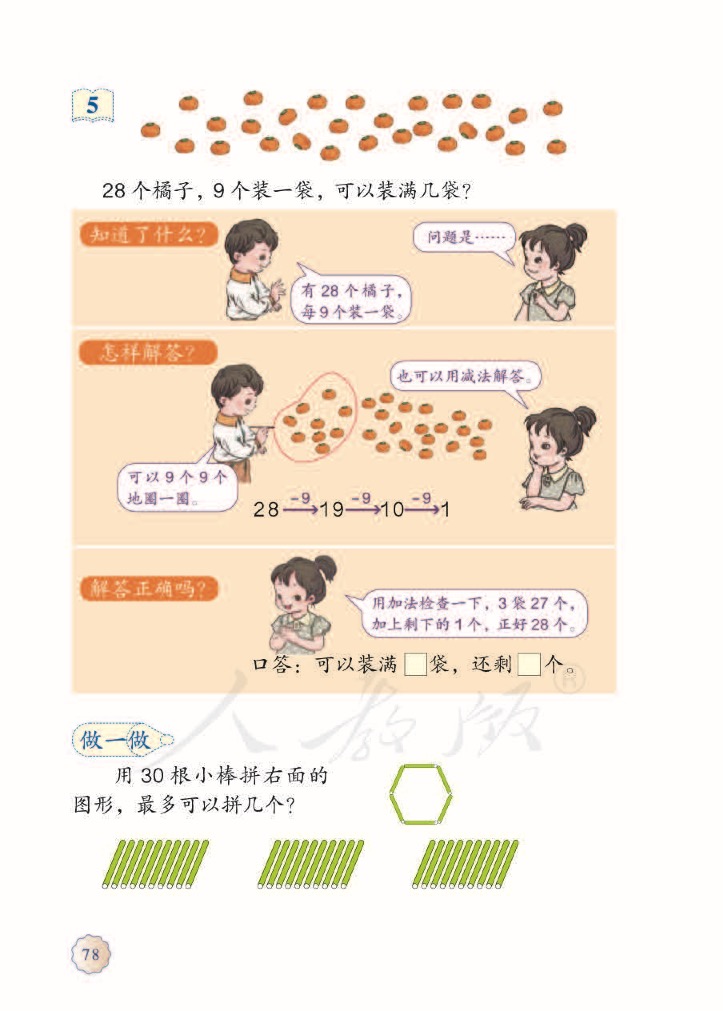 5
28 个橘子，9 个装一袋，可以装满几袋？
知道了什么？
问题是……
有 28 个橘子，
每 9 个装一袋。
怎样解答？
也可以用减法解答。
可以 9 个 9 个
地圈一圈。
28 -9 19 -9 10 -9 1
解答正确吗？
用加法检查一下，3 袋 27 个，
加上剩下的 1 个，正好 28 个。
口答：可以装满 □ 袋，还剩 □ 个。
人教版®
做一做
用 30 根小棒拼右面的
图形，最多可以拼几个？
78